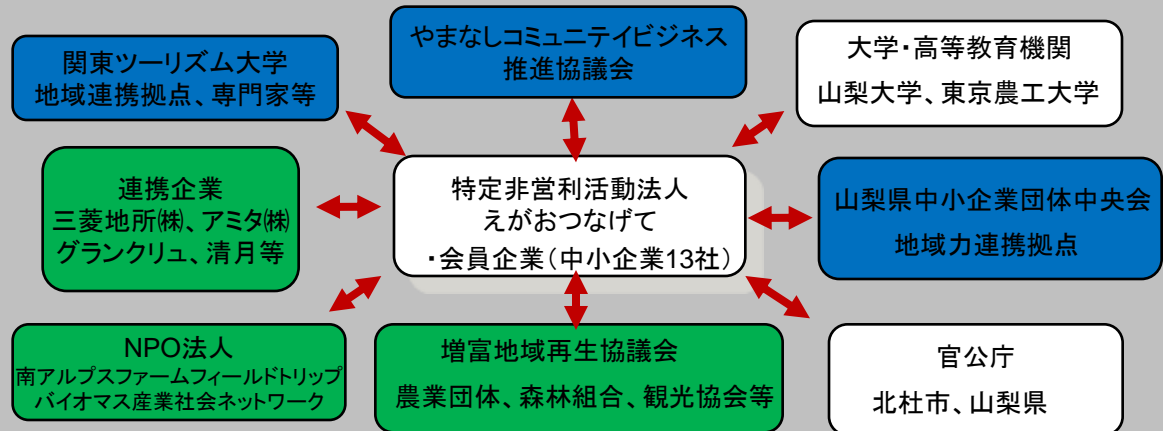 関東ツーリズム大学
地域連携拠点、専門家等
やまなしコミュニテイビジネス
推進協議会
大学・高等教育機関
山梨大学、東京農工大学
連携企業
三菱地所㈱、アミタ㈱
グランクリュ、清月等
特定非営利活動法人
えがおつなげて
・会員企業(中小企業13社)
山梨県中小企業団体中央会
地域力連携拠点
NPO法人
南アルプスファームフィールドトリップ
バイオマス産業社会ネットワーク
増富地域再生協議会
農業団体、森林組合、観光協会等
官公庁
北杜市、山梨県